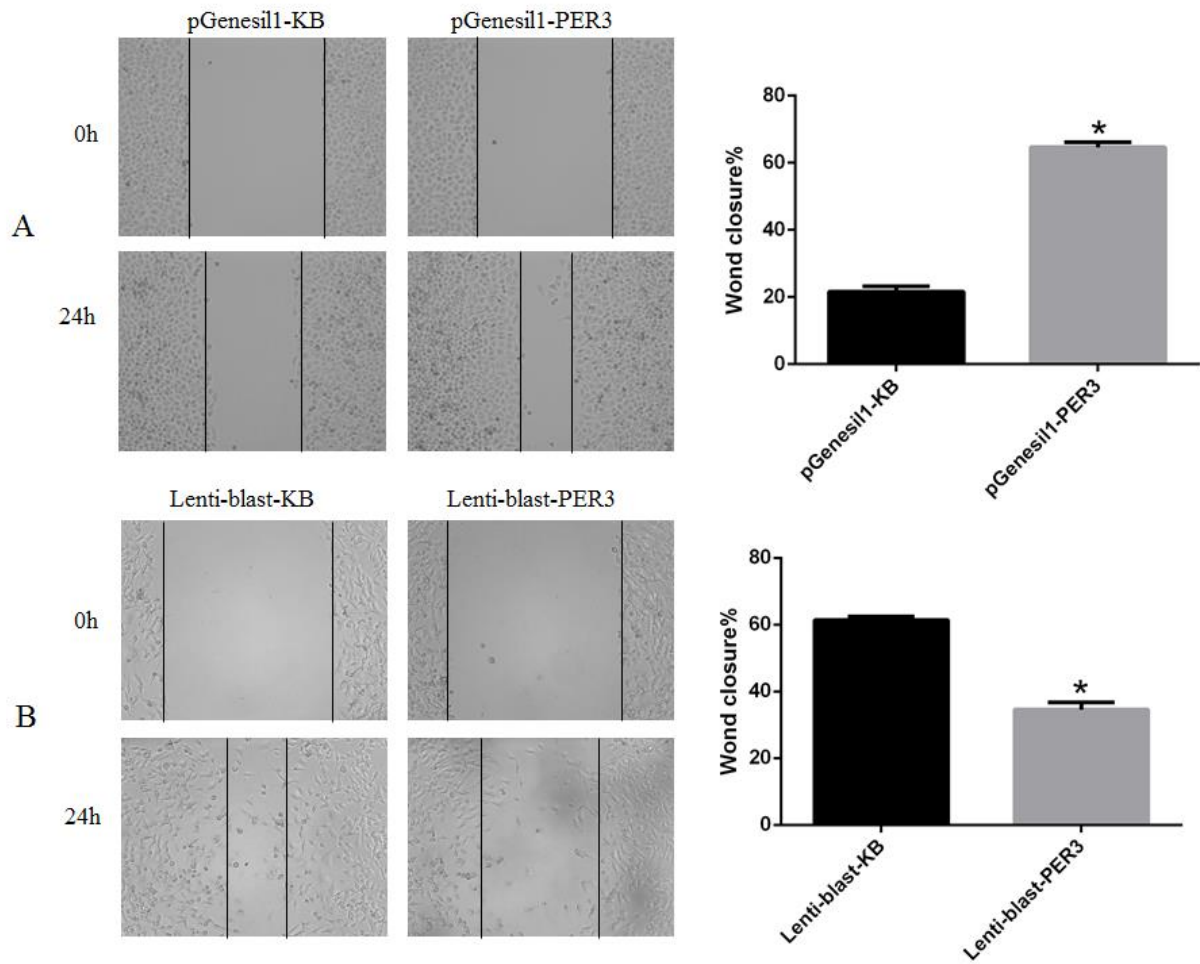 pGenesil1-KB
pGenesil1-PER3
0h
A
24h
80
60
40
20
0
Wond closure%
*
pGenesil1-KB
pGenesil1-PER3
Lenti-blast-KB
Lenti-blast-PER3
0h
B
24h
80
60
40
20
0
Wond closure%
*
Lenti-blast-KB
Lenti-blast-PER3